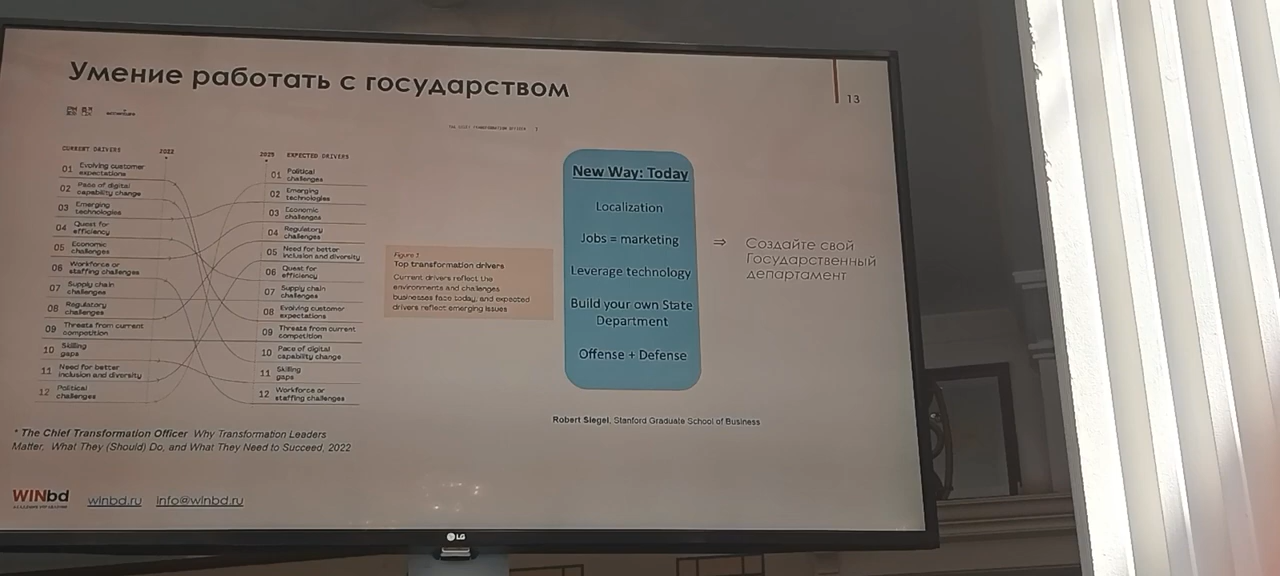 Умение работать с государством
13
accenture
THE CHIEF TRANSFORMATION OFFICER
CURRENT DRIVERS
2022
01 Evolving customer
expectations
02 Pace of digital
capability change
03 Emerging
technologies
04 Quest for
efficiency
05 Economic
challenges
06 Workforce or
staffing challenges
07 Supply chain
challenges
08 Regulatory
challenges
09 Threats from current
competition
10 Skilling
gaps
11 Need for better
inclusion and diversity
12 Political
challenges
2025
EXPECTED DRIVERS
01 Political
challenges
02 Emerging
technologies
03 Economic
challenges
04 Regulatory
challenges
05 Need for better
inclusion and diversity
06 Quest for
efficiency
07 Supply chain
challenges
08 Evolving customer
expectations
09 Threats from current
competition
10 Pace of digital
capability change
11 Skilling
gaps
12 Workforce or
staffing challenges
Figure 1
Top transformation drivers
Current drivers reflect the
environments and challenges
businesses face today, and expected
drivers reflect emerging issues
New Way: Today
Localization
Jobs = marketing
Leverage technology
Build your own State
Department
Offense + Defense
⇒ Создайте свой
Государственный
департамент
Robert Siegel, Stanford Graduate School of Business
* The Chief Transformation Officer Why Transformation Leaders
Matter, What They (Should) Do, and What They Need to Succeed, 2022
WINbd
winbd.ru info@winbd.ru
LG